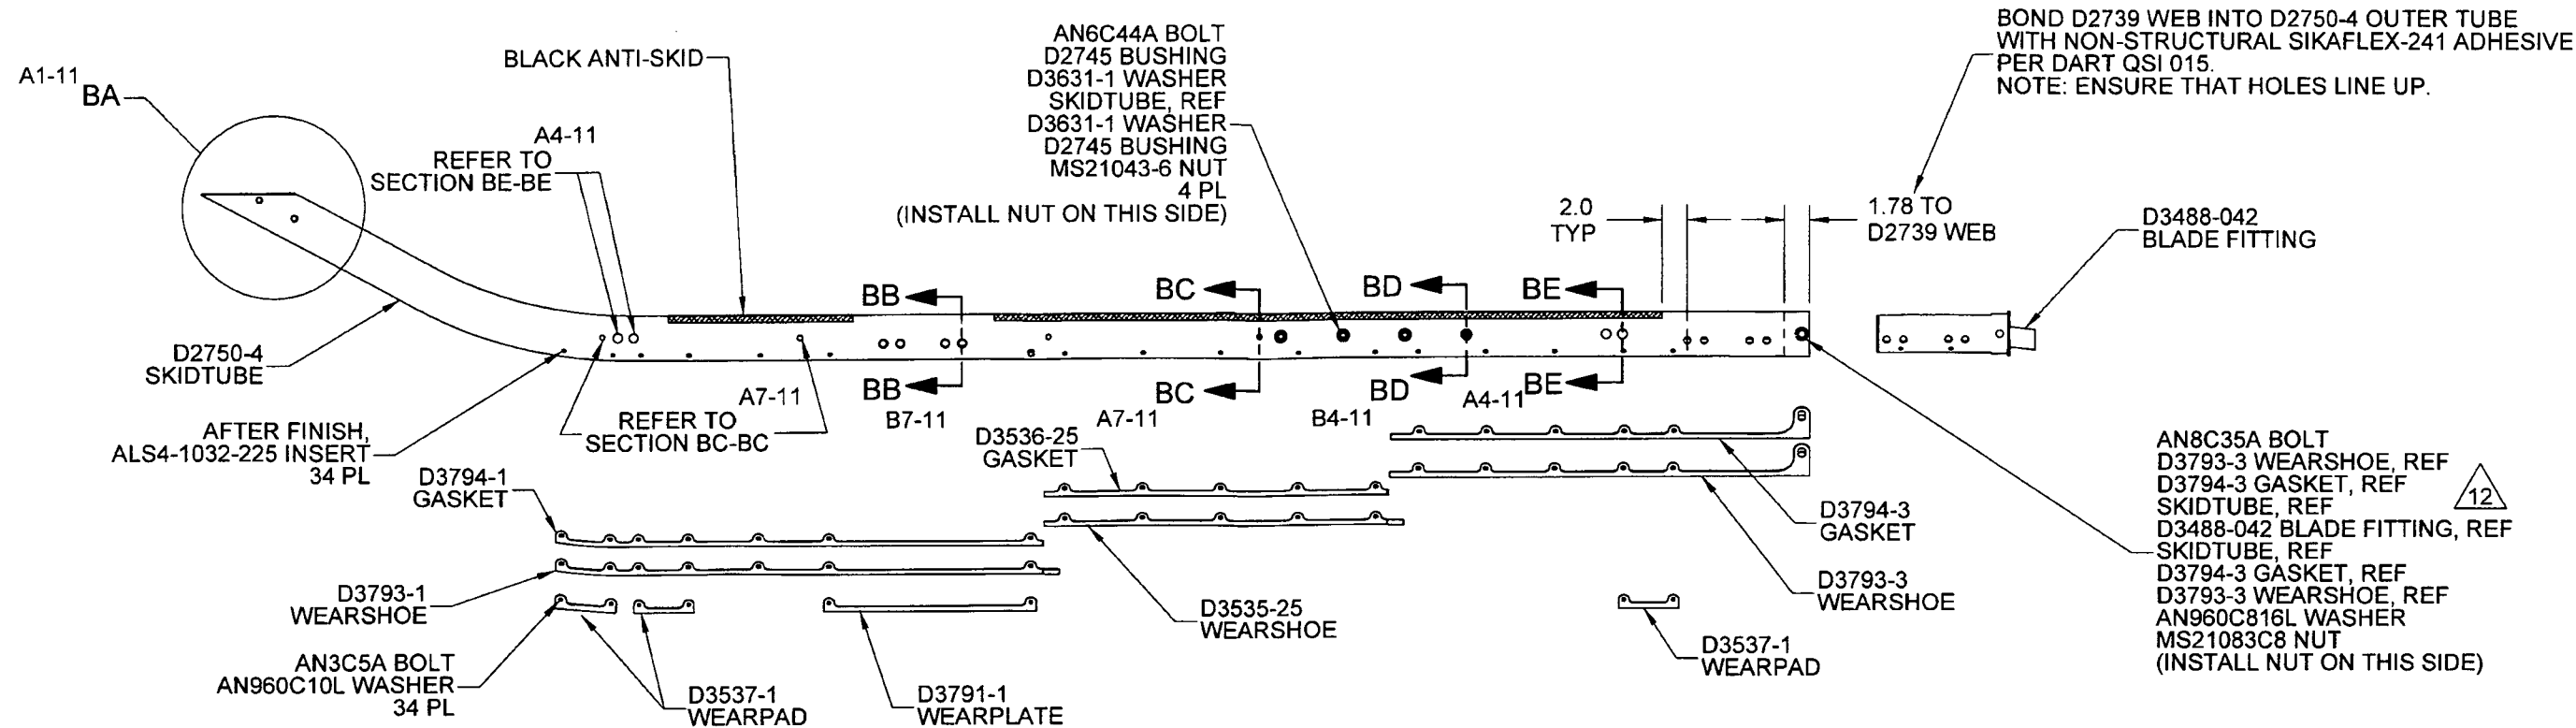 AN6C44A BOLT
D2745 BUSHING
D3631-1 WASHER
SKIDTUBE, REF
D3631-1 WASHER
D2745 BUSHING
MS21043-6 NUT
4 PL
(INSTALL NUT ON THIS SIDE)
BOND D2739 WEB INTO D2750-4 OUTER TUBE
WITH NON-STRUCTURAL SIKAFLEX-241 ADHESIVE
PER DART QSI 015.
NOTE: ENSURE THAT HOLES LINE UP.
BLACK ANTI-SKID
A1-11
BA
A4-11
REFER TO
SECTION BE-BE
2.0
TYP
1.78 TO
D2739 WEB
D3488-042
BLADE FITTING
BB
BC
BD
BE
D2750-4
SKIDTUBE
BB
BC
BD
BE
A7-11
REFER TO
SECTION BC-BC
B7-11
A7-11
B4-11
A4-11
AFTER FINISH,
ALS4-1032-225 INSERT
34 PL
D3536-25
GASKET
D3794-1
GASKET
D3794-3
GASKET
AN8C35A BOLT
D3793-3 WEARSHOE, REF
D3794-3 GASKET, REF
SKIDTUBE, REF
D3488-042 BLADE FITTING, REF
SKIDTUBE, REF
D3794-3 GASKET, REF
D3793-3 WEARSHOE, REF
AN960C816L WASHER
MS21083C8 NUT
(INSTALL NUT ON THIS SIDE)
12
D3793-1
WEARSHOE
D3535-25
WEARSHOE
D3793-3
WEARSHOE
AN3C5A BOLT
AN960C10L WASHER
34 PL
D3537-1
WEARPAD
D3791-1
WEARPLATE
D3537-1
WEARPAD